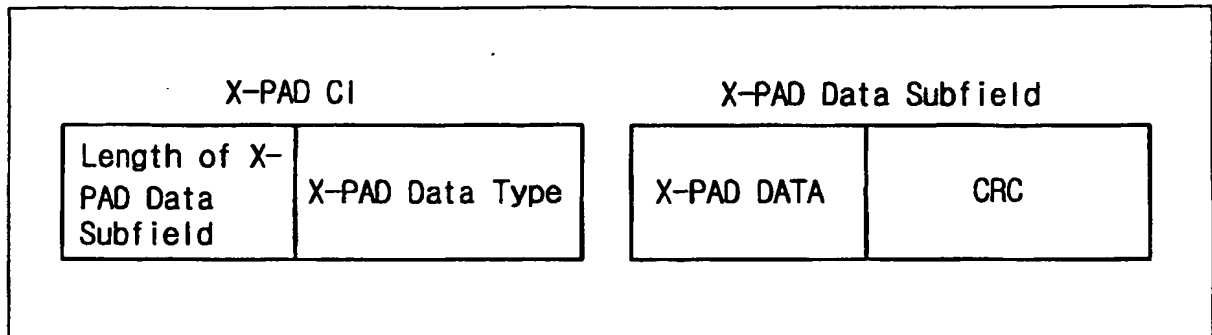 X-PAD CI
Length of X-
PAD Data
Subfield
X-PAD Data Type
X-PAD Data Subfield
X-PAD DATA
CRC